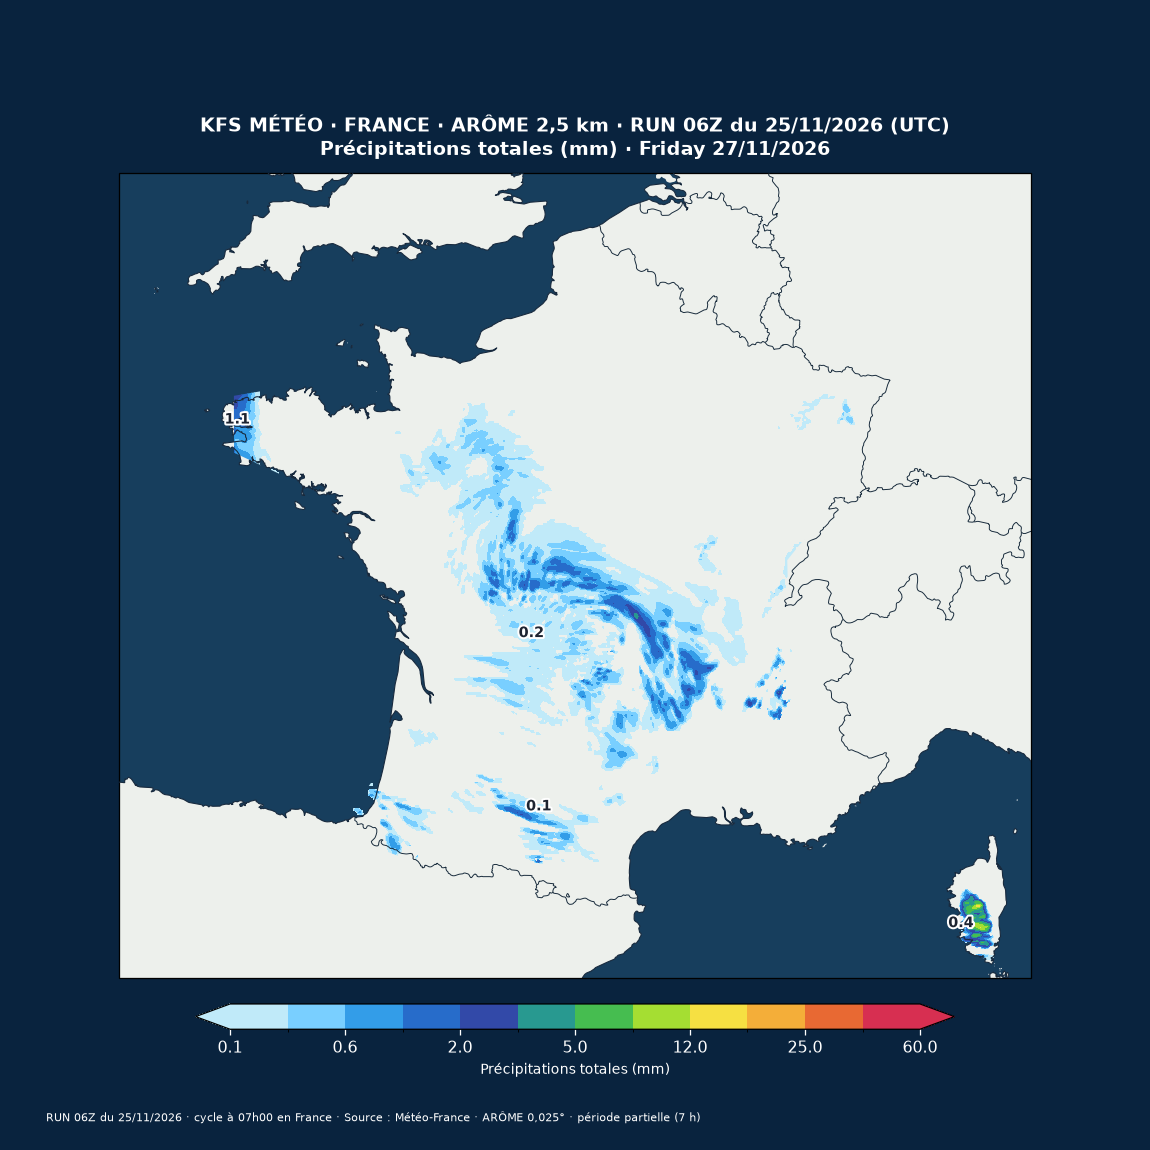 KFS MÉTÉO · FRANCE · ARÔME 2,5 km · RUN 06Z du 25/11/2026 (UTC)
Précipitations totales (mm) · Friday 27/11/2026
1.1
0.2
0.1
0.4
0.1 0.6 2.0 5.0 12.0 25.0 60.0
Précipitations totales (mm)
RUN 06Z du 25/11/2026 · cycle à 07h00 en France · Source : Météo-France · ARÔME 0,025° · période partielle (7 h)